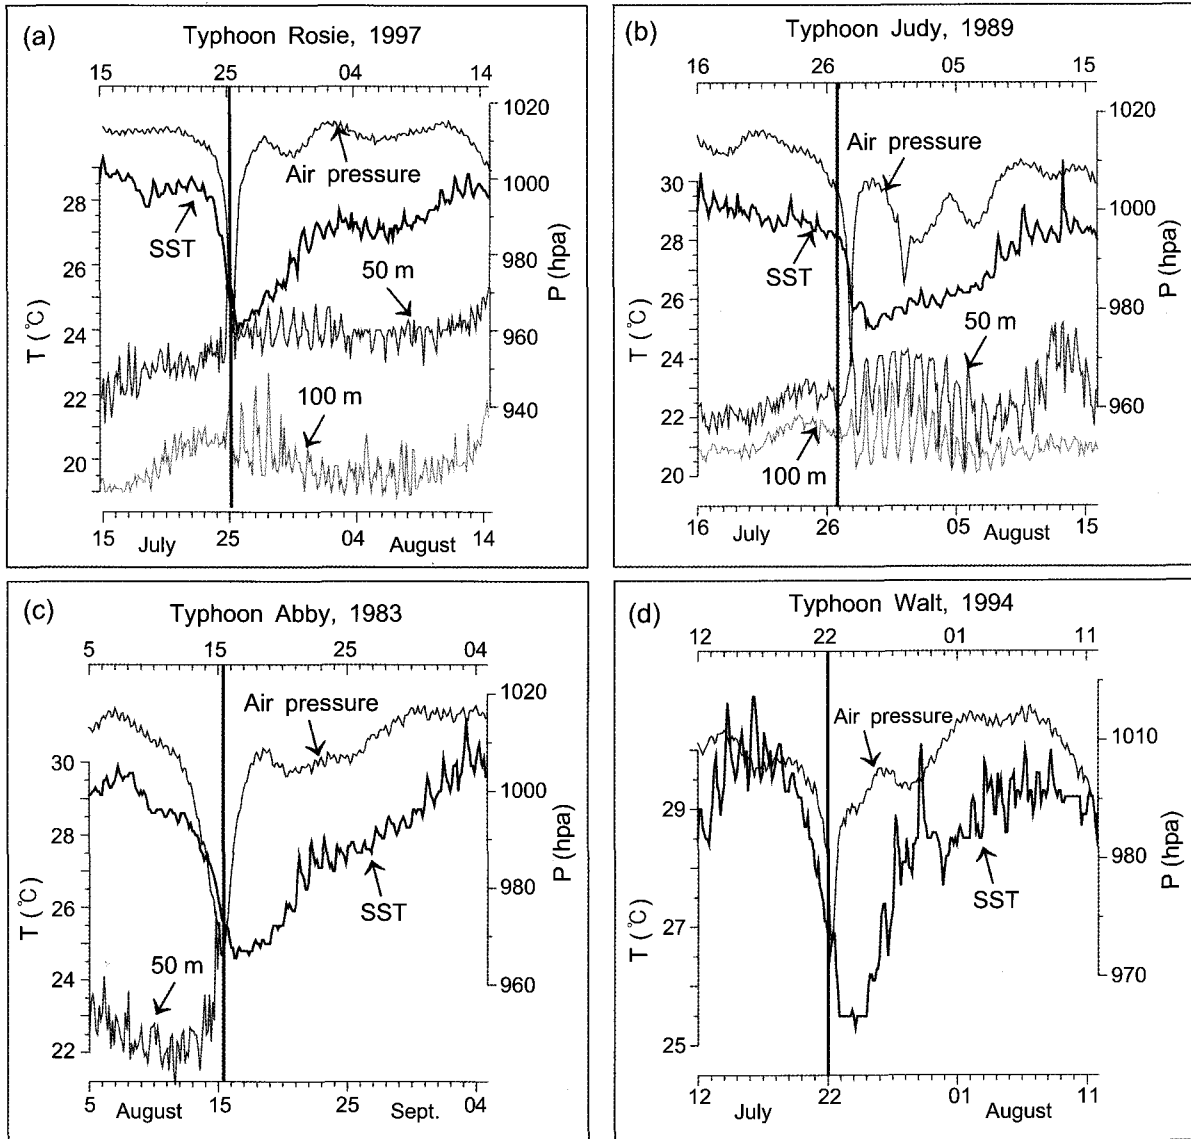 (a)
Typhoon Rosie, 1997
15 25 04 14
1020
1000
980
960
940
P (hpa)
28
26
24
22
20
T (℃)
Air pressure
SST
50 m
100 m
15 25 04 14
July August
(b)
Typhoon Judy, 1989
16 26 05 15
1020
1000
980
960
P (hpa)
30
28
26
24
22
20
T (℃)
Air pressure
SST
50 m
100 m
16 26 05 15
July August
(c)
Typhoon Abby, 1983
5 15 25 04
1020
1000
980
960
P (hpa)
30
28
26
24
22
T (℃)
Air pressure
SST
50 m
5 15 25 04
August Sept.
(d)
Typhoon Walt, 1994
12 22 01 11
1010
980
970
P (hpa)
29
27
25
T (℃)
Air pressure
SST
12 22 01 11
July August